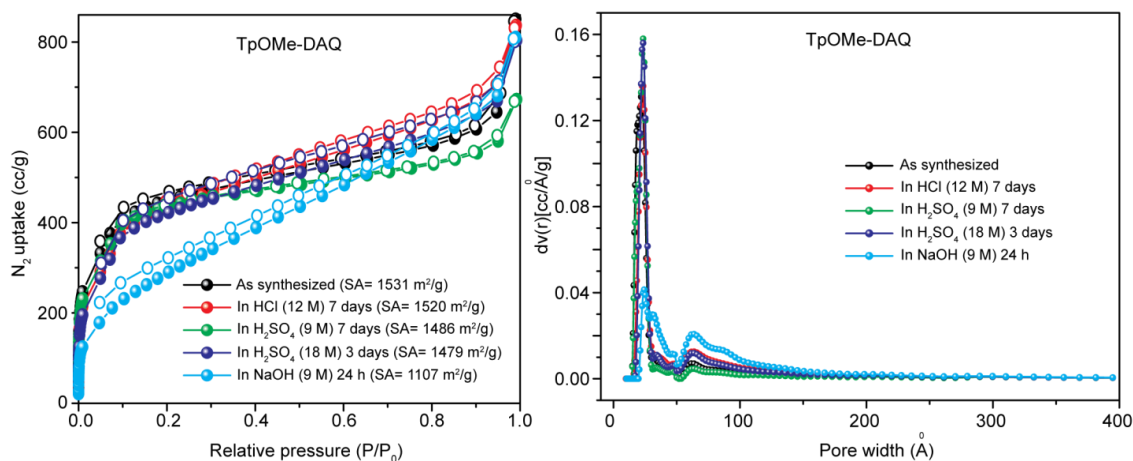 TpOMe-DAQ
N₂ uptake (cc/g)
800
600
400
200
0
As synthesized (SA= 1531 m²/g)
In HCl (12 M) 7 days (SA= 1520 m²/g)
In H₂SO₄ (9 M) 7 days (SA= 1486 m²/g)
In H₂SO₄ (18 M) 3 days (SA= 1479 m²/g)
In NaOH (9 M) 24 h (SA= 1107 m²/g)
0.0 0.2 0.4 0.6 0.8 1.0
Relative pressure (P/P₀)
TpOMe-DAQ
dv(r)[cc/Å/g]
0.16
0.12
0.08
0.04
0.00
As synthesized
In HCl (12 M) 7 days
In H₂SO₄ (9 M) 7 days
In H₂SO₄ (18 M) 3 days
In NaOH (9 M) 24 h
0 100 200 300 400
Pore width (Å)